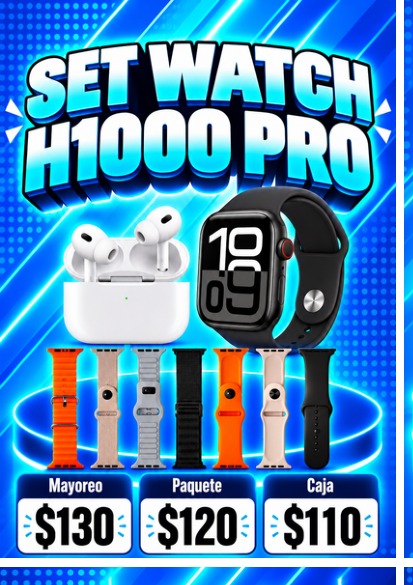 SET WATCH
H1000 PRO
10
09
Mayoreo
Paquete
Caja
$130
$120
$110